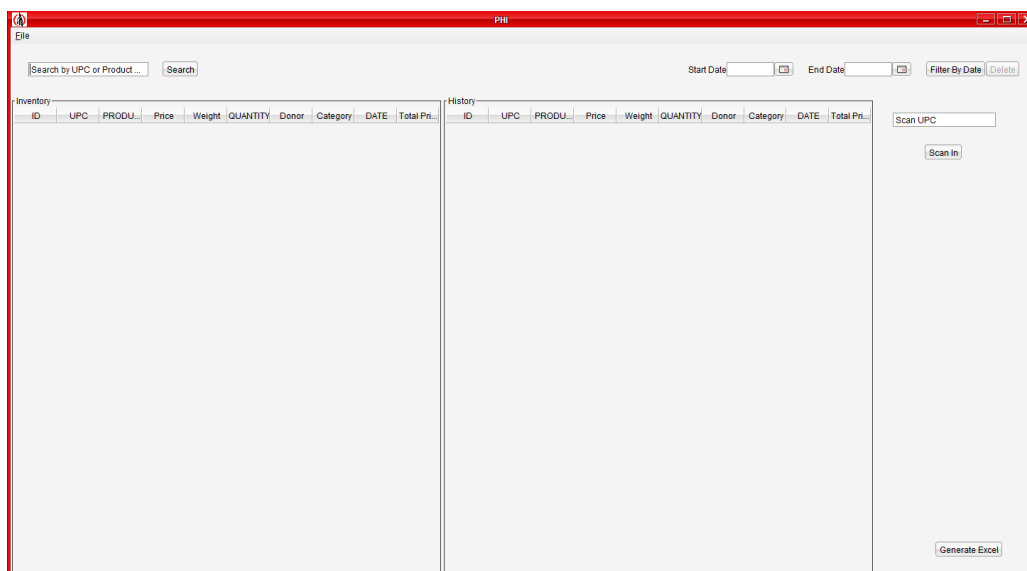 PHI
File
Search by UPC or Product ... Search Start Date End Date Filter By Date Delete
Inventory History
ID UPC PRODU... Price Weight QUANTITY Donor Category DATE Total Pri... ID UPC PRODU... Price Weight QUANTITY Donor Category DATE Total Pri...
Scan UPC
Scan In
Generate Excel